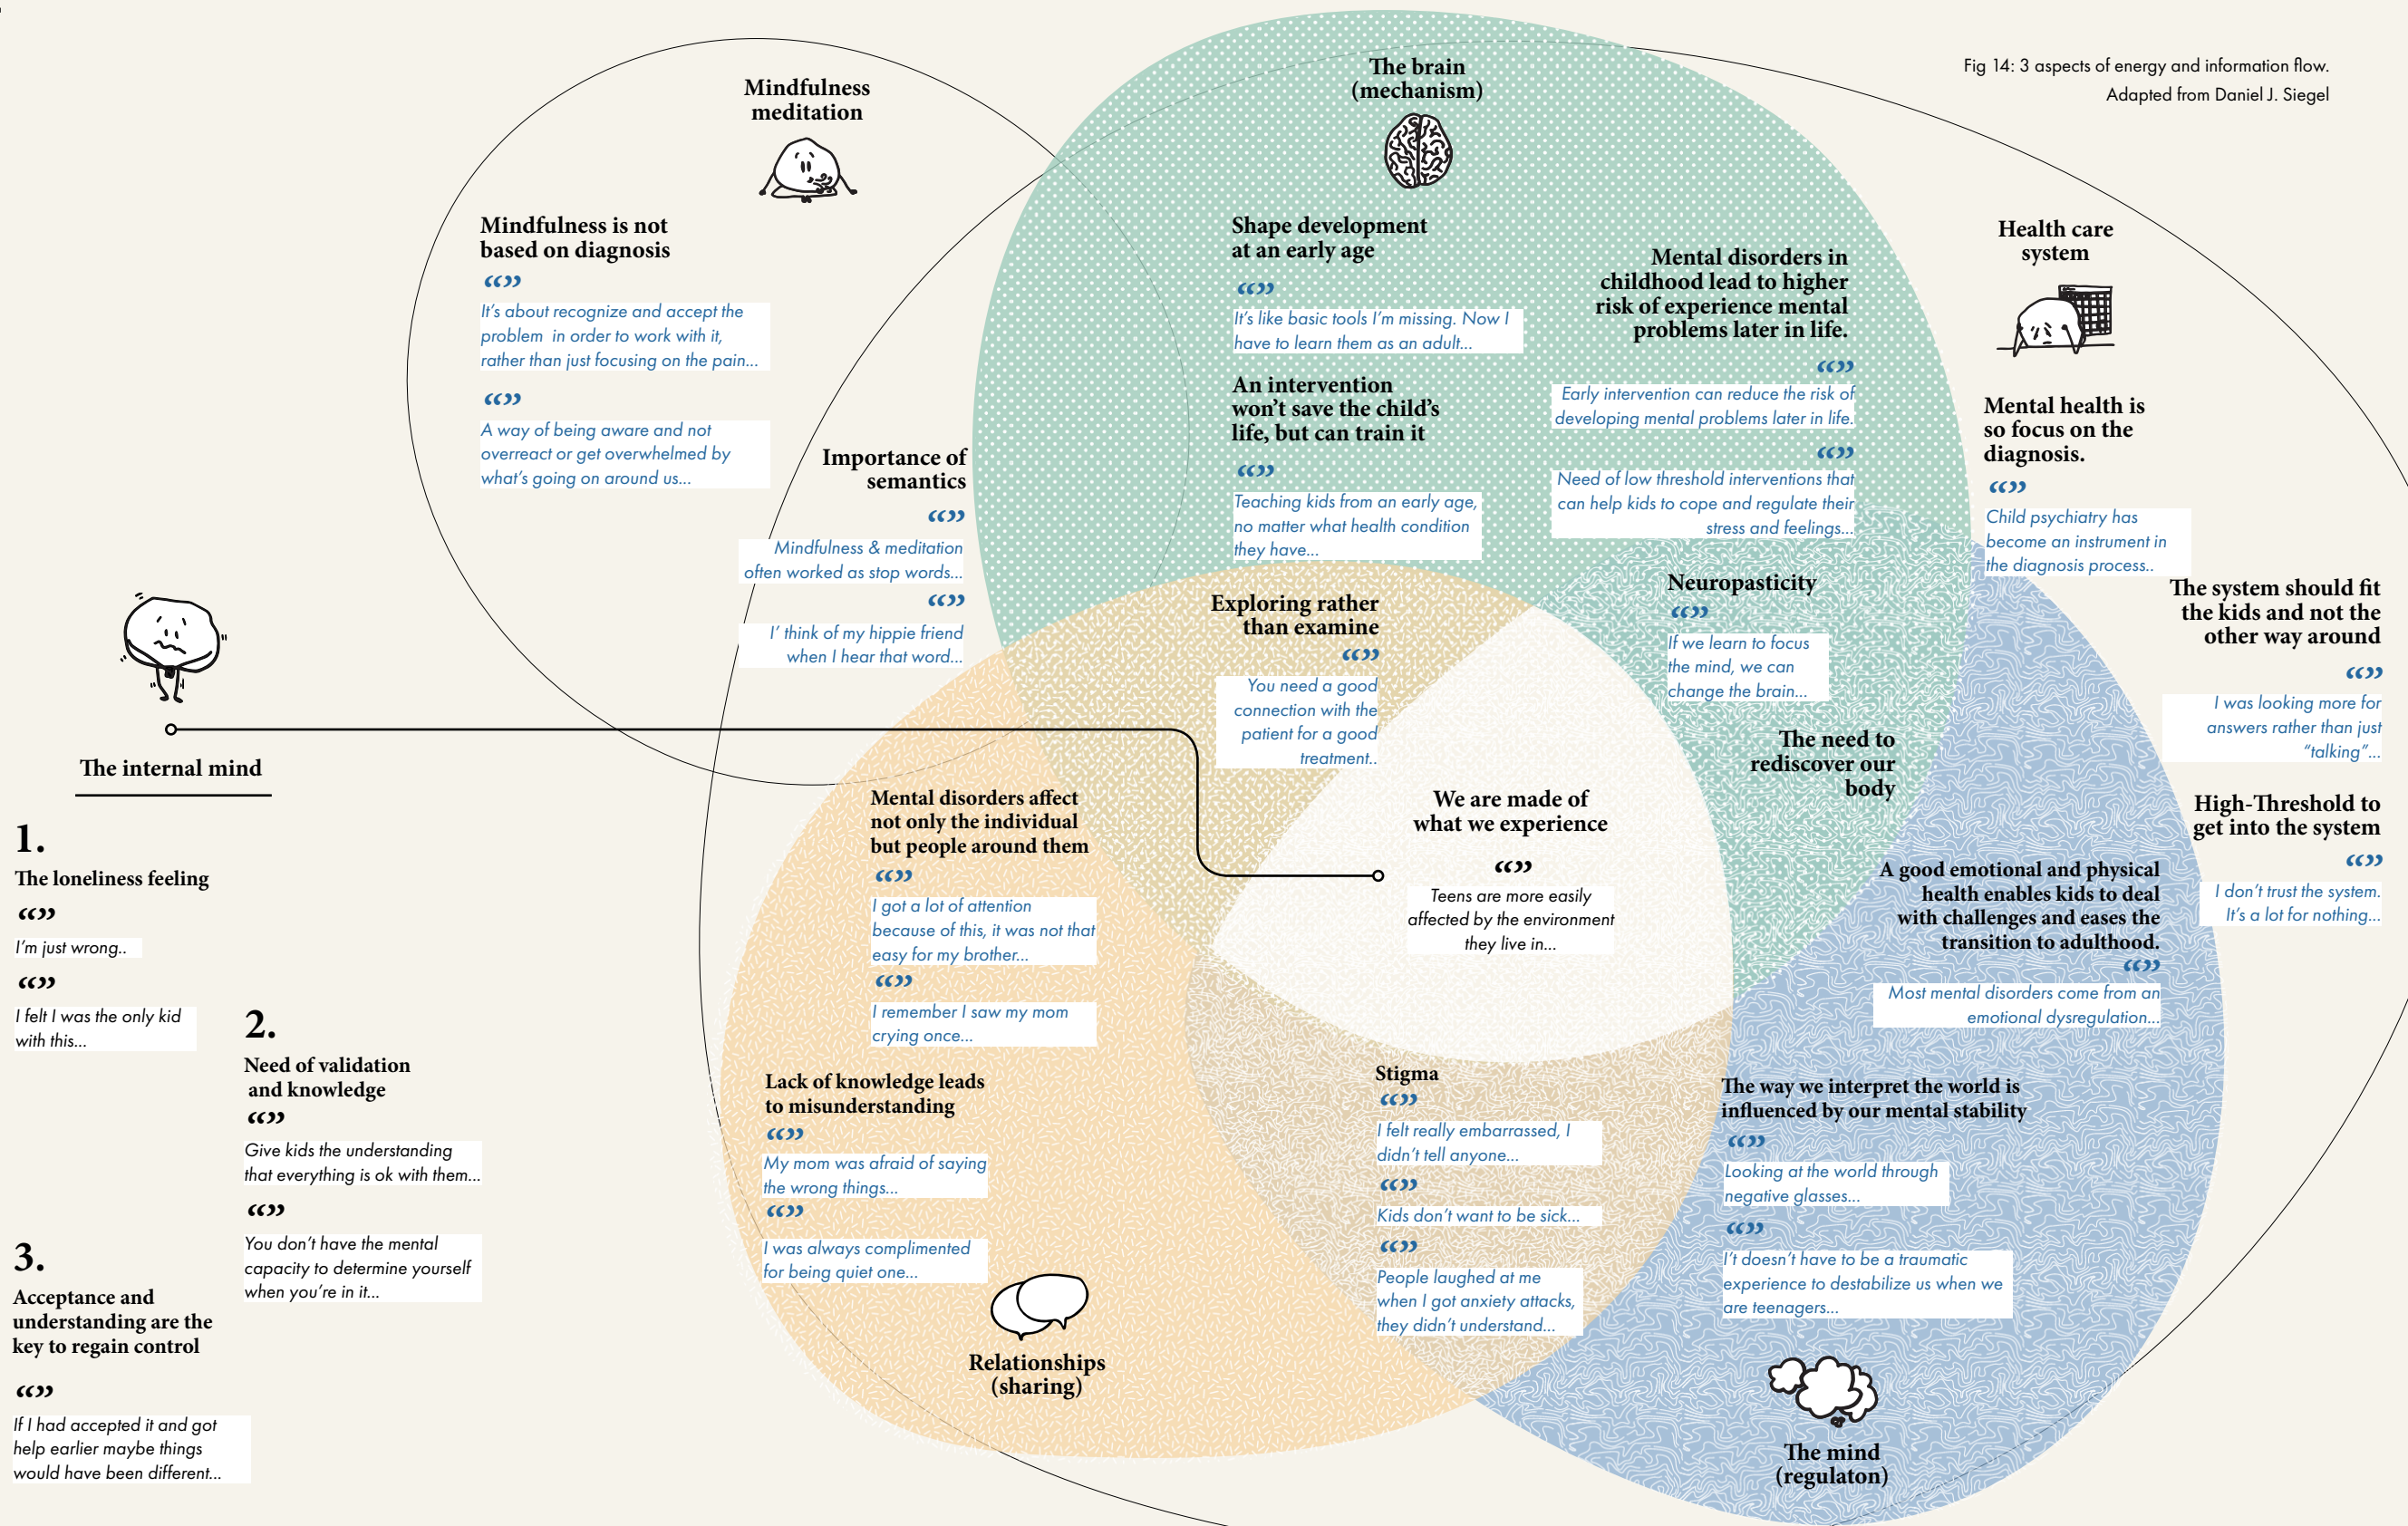 Fig 14: 3 aspects of energy and information flow.
Adapted from Daniel J. Siegel
Mindfulness
meditation
Mindfulness is not
based on diagnosis
“”
It’s about recognize and accept the
problem  in order to work with it,
rather than just focusing on the pain...
“”
A way of being aware and not
overreact or get overwhelmed by
what’s going on around us...
Importance of
semantics
“”
Mindfulness & meditation
often worked as stop words...
“”
I’ think of my hippie friend
when I hear that word...
The brain
(mechanism)
Shape development
at an early age
“”
It’s like basic tools I’m missing. Now I
have to learn them as an adult...
An intervention
won’t save the child’s
life, but can train it
“”
Teaching kids from an early age,
no matter what health condition
they have...
Mental disorders in
childhood lead to higher
risk of experience mental
problems later in life.
“”
Early intervention can reduce the risk of
developing mental problems later in life.
“”
Need of low threshold interventions that
can help kids to cope and regulate their
stress and feelings...
Health care
system
Mental health is
so focus on the
diagnosis.
“”
Child psychiatry has
become an instrument in
the diagnosis process..
The system should fit
the kids and not the
other way around
“”
I was looking more for
answers rather than just
“talking”...
High-Threshold to
get into the system
“”
I don’t trust the system.
It’s a lot for nothing...
Exploring rather
than examine
“”
You need a good
connection with the
patient for a good
treatment..
Neuropasticity
“”
If we learn to focus
the mind, we can
change the brain...
The need to
rediscover our
body
We are made of
what we experience
“”
Teens are more easily
affected by the environment
they live in...
Mental disorders affect
not only the individual
but people around them
“”
I got a lot of attention
because of this, it was not that
easy for my brother...
“”
I remember I saw my mom
crying once...
Lack of knowledge leads
to misunderstanding
“”
My mom was afraid of saying
the wrong things...
“”
I was always complimented
for being quiet one...
Relationships
(sharing)
Stigma
“”
I felt really embarrassed, I
didn’t tell anyone...
“”
Kids don’t want to be sick...
“”
People laughed at me
when I got anxiety attacks,
they didn’t understand...
A good emotional and physical
health enables kids to deal
with challenges and eases the
transition to adulthood.
“”
Most mental disorders come from an
emotional dysregulation...
The way we interpret the world is
influenced by our mental stability
“”
Looking at the world through
negative glasses...
“”
I’t doesn’t have to be a traumatic
experience to destabilize us when we
are teenagers...
The mind
(regulaton)
The internal mind
1.
The loneliness feeling
“”
I’m just wrong..
“”
I felt I was the only kid
with this...
2.
Need of validation
and knowledge
“”
Give kids the understanding
that everything is ok with them...
“”
You don’t have the mental
capacity to determine yourself
when you’re in it...
3.
Acceptance and
understanding are the
key to regain control
“”
If I had accepted it and got
help earlier maybe things
would have been different...